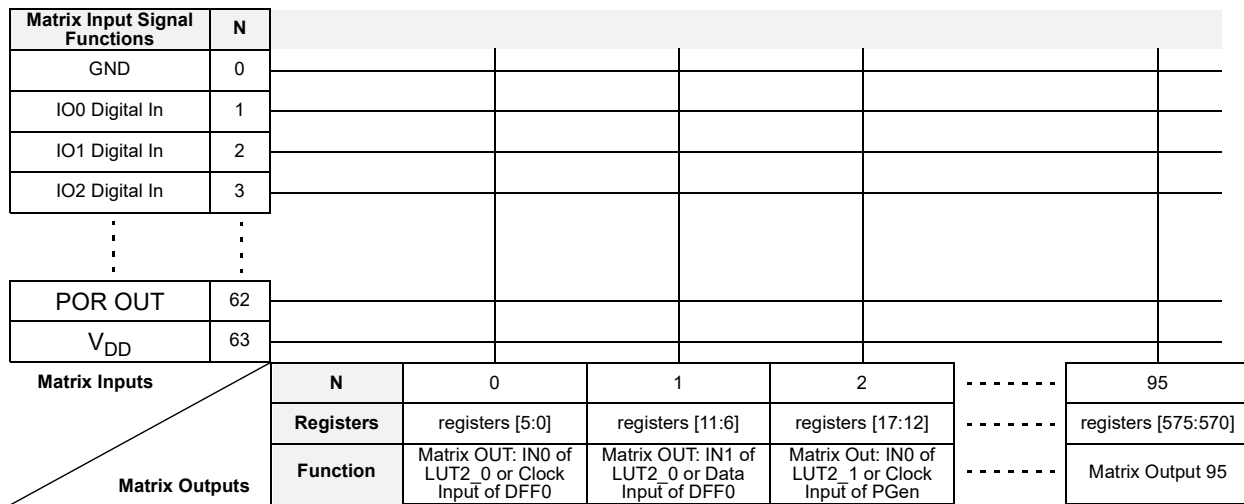 Matrix Input Signal
Functions
N
GND
0
IO0 Digital In
1
IO1 Digital In
2
IO2 Digital In
3
POR OUT
62
VDD
63
Matrix Inputs
Matrix Outputs
N
0
1
2
95
Registers
registers [5:0]
registers [11:6]
registers [17:12]
registers [575:570]
Function
Matrix OUT: IN0 of
LUT2_0 or Clock
Input of DFF0
Matrix OUT: IN1 of
LUT2_0 or Data
Input of DFF0
Matrix Out: IN0 of
LUT2_1 or Clock
Input of PGen
Matrix Output 95